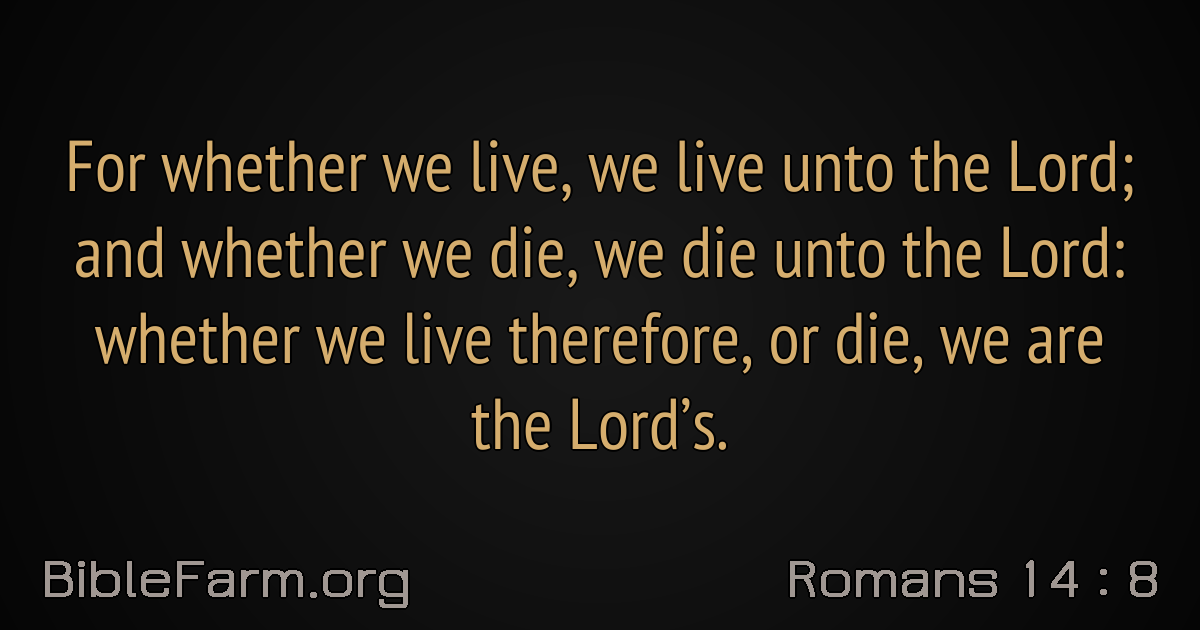 For whether we live, we live unto the Lord;
and whether we die, we die unto the Lord:
whether we live therefore, or die, we are
the Lord’s.
BibleFarm.org
Romans 14 : 8